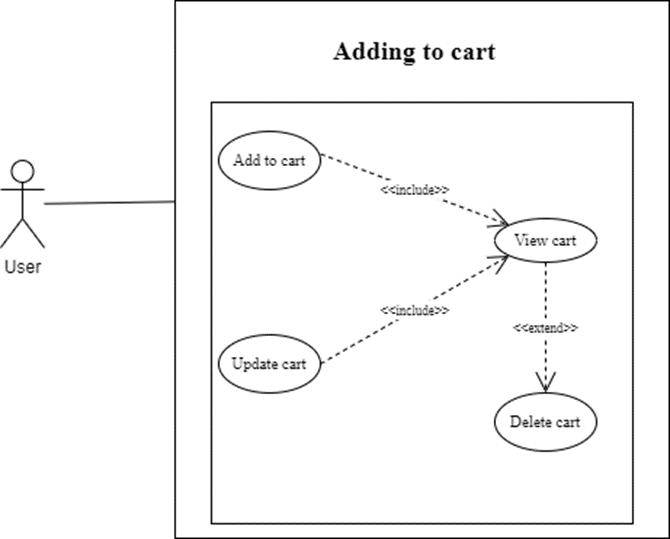 Adding to cart
Add to cart
<<include>>
View cart
User
<<include>>
<<extend>>
Update cart
Delete cart